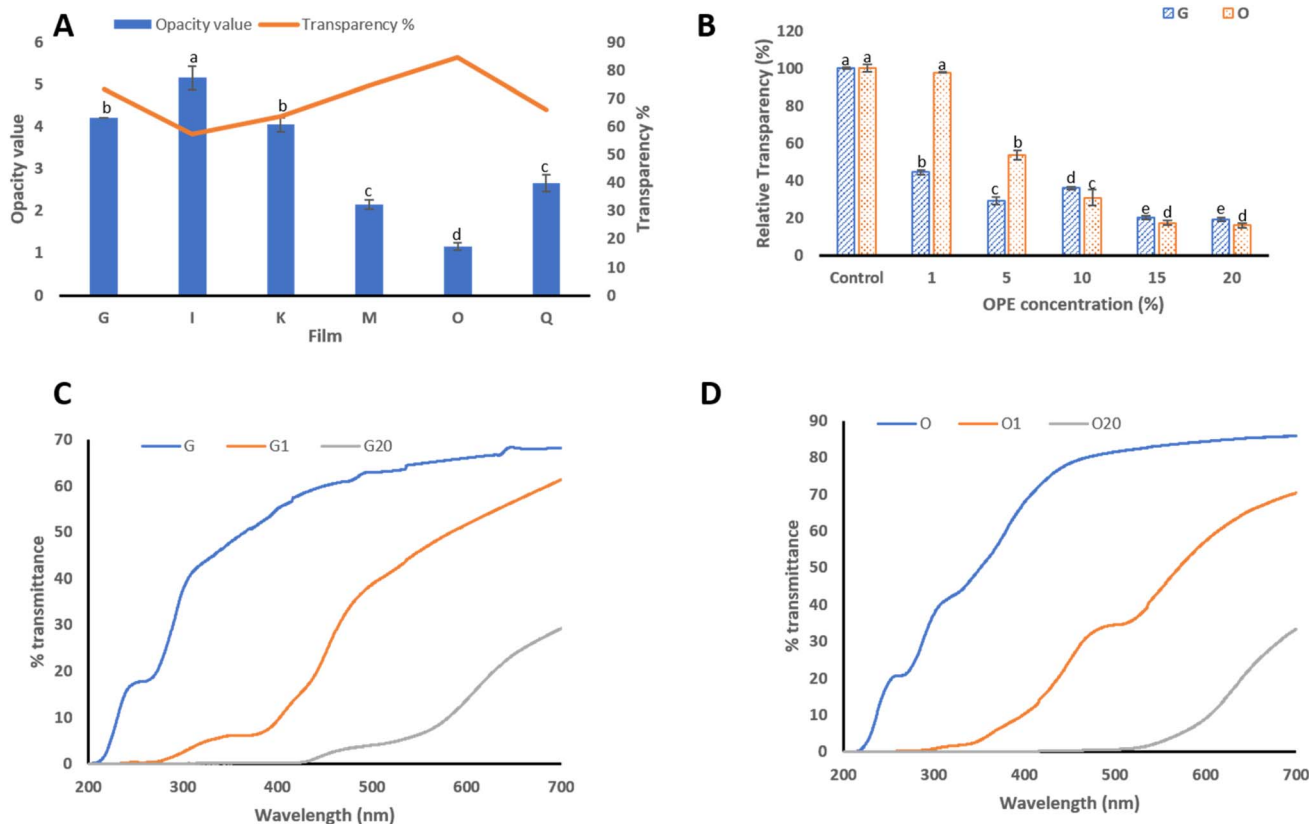 A
Opacity value
Transparency %
6
5
4
3
2
1
0
Opacity value
90
80
70
60
50
40
30
20
10
0
Transparency %
b
a
b
c
d
c
G
I
K
M
O
Q
Film
B
G
O
120
100
80
60
40
20
0
Relative Transparency (%)
a
a
b
a
c
b
d
c
e
d
e
d
Control
1
5
10
15
20
OPE concentration (%)
C
G
G1
G20
70
60
50
40
30
20
10
0
% transmittance
200
300
400
500
600
700
Wavelength (nm)
D
O
O1
O20
90
80
70
60
50
40
30
20
10
0
% transmittance
200
300
400
500
600
700
Wavelength (nm)